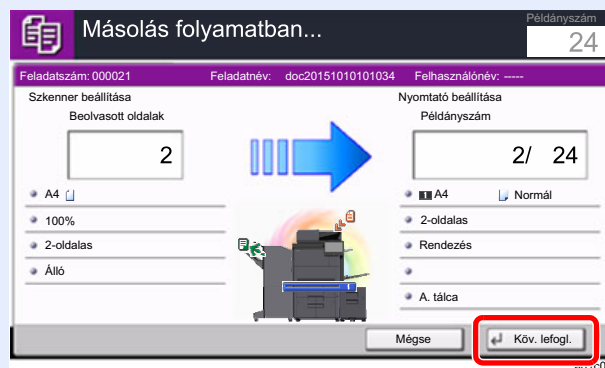 Másolás folyamatban...
Példányszám
24
Feladatszám: 000021 Feladatnév: doc20151010101034 Felhasználónév: -----
Szkenner beállítása
Beolvasott oldalak
2
A4
100%
2-oldalas
Álló
Nyomtató beállítása
Példányszám
2/ 24
1 A4 Normál
2-oldalas
Rendezés
A. tálca
Mégse
Köv. lefogl.